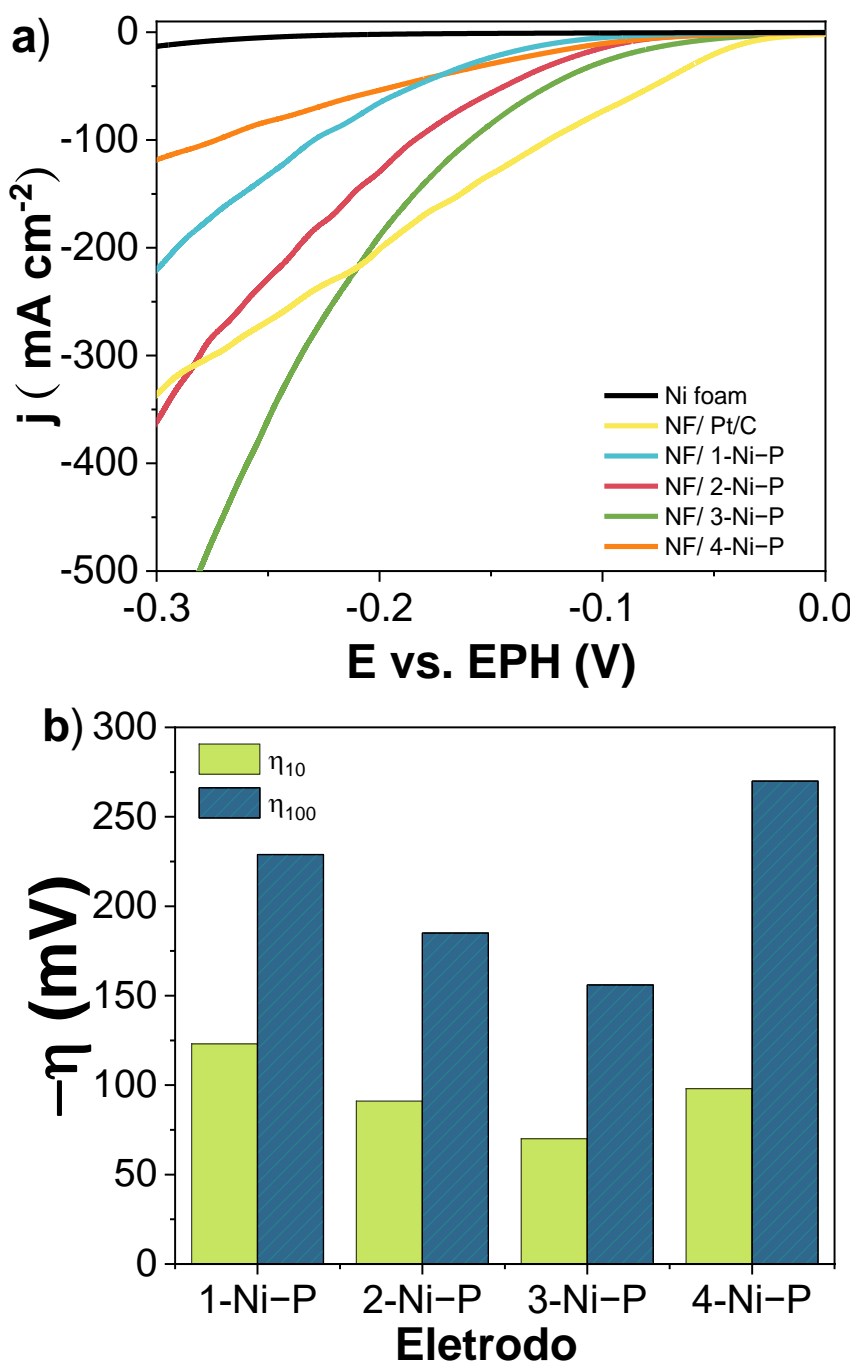 a)
j ( mA cm-2)
0
-100
-200
-300
-400
-500
-0.3
-0.2
-0.1
0.0
E vs. EPH (V)
Ni foam
NF/ Pt/C
NF/ 1-Ni−P
NF/ 2-Ni−P
NF/ 3-Ni−P
NF/ 4-Ni−P
b)
−η (mV)
300
250
200
150
100
50
0
η10
η100
1-Ni−P
2-Ni−P
3-Ni−P
4-Ni−P
Eletrodo